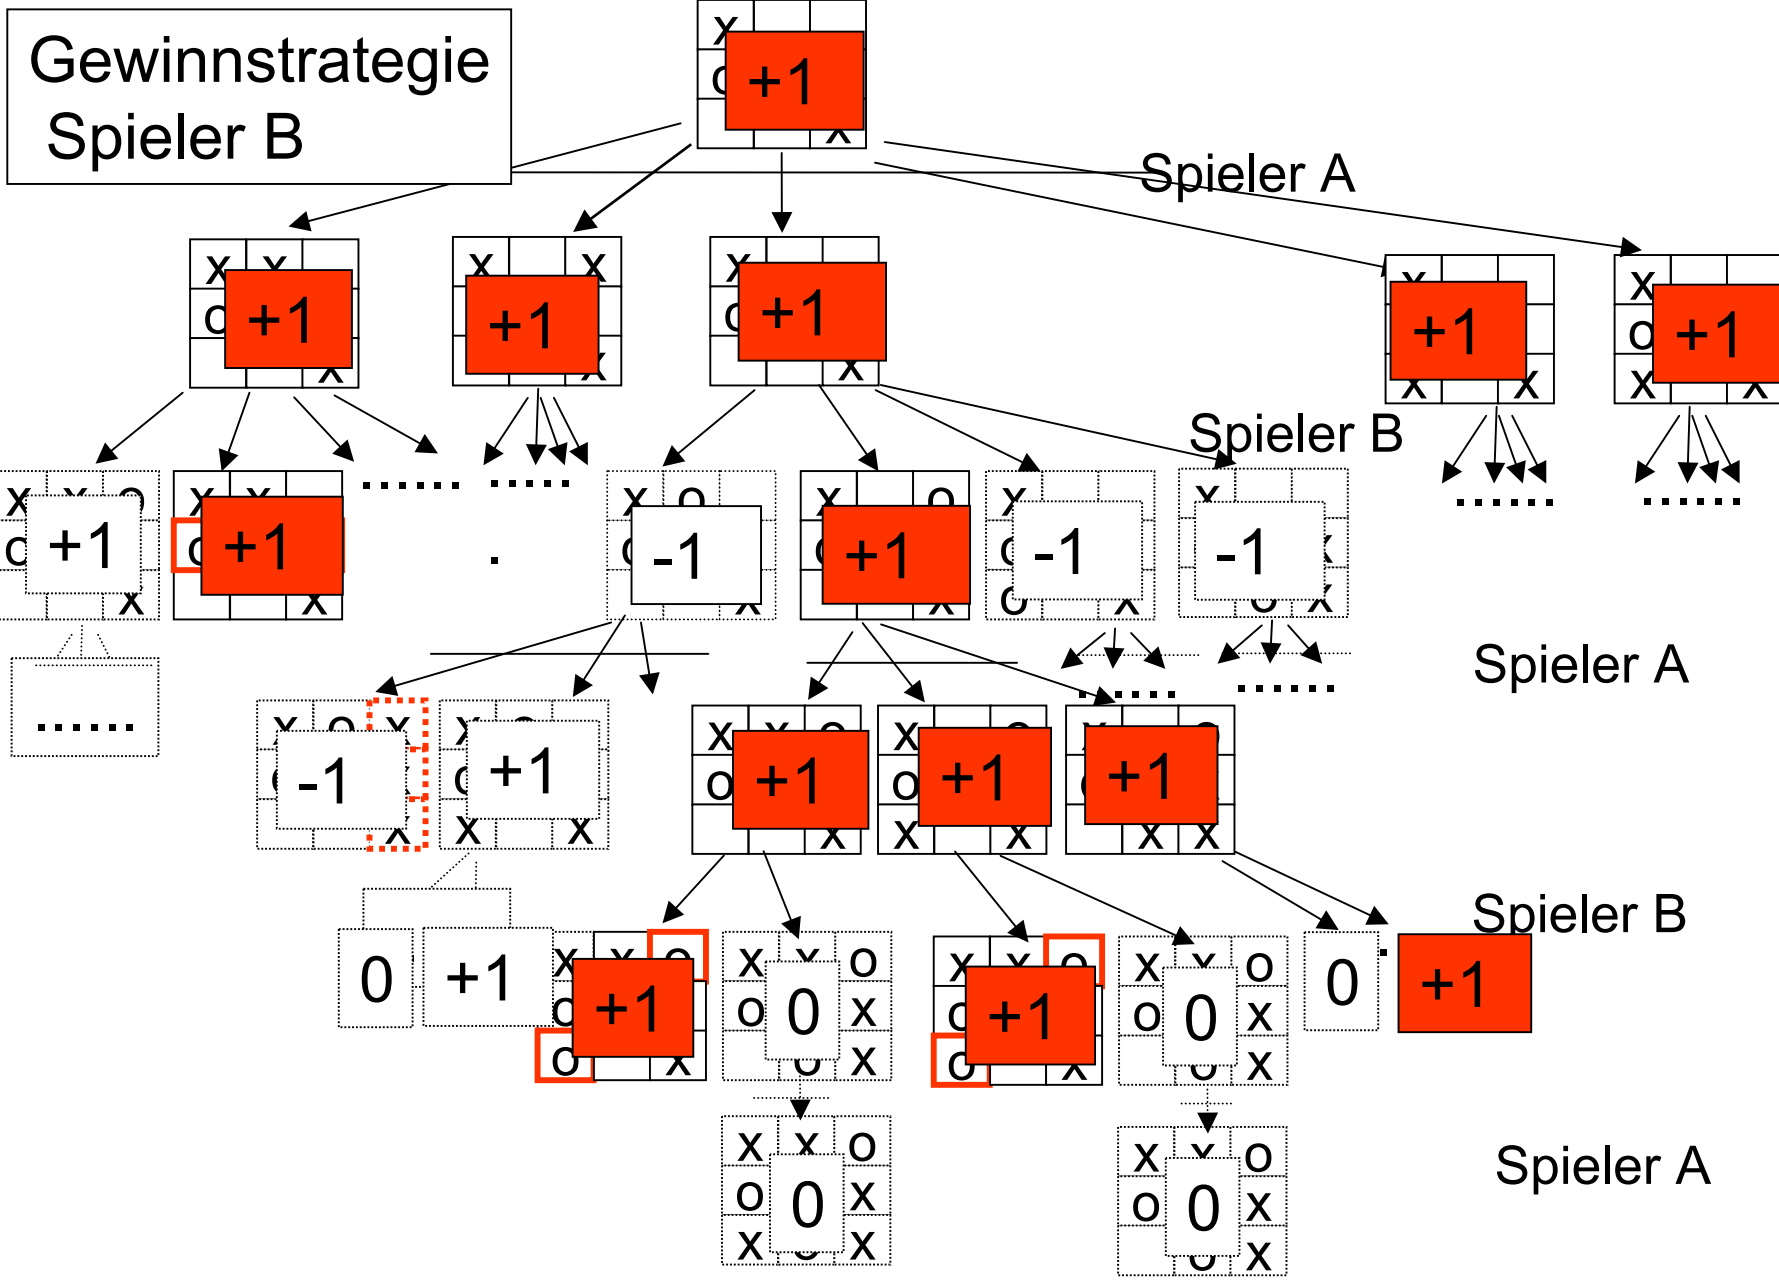 Gewinnstrategie
Spieler B
x
o +1
x
Spieler A
x x
o +1
x
x x
+1
x
x
o +1
x
x
+1
x x
x
o +1
x x
Spieler B
x x o
o +1
x
x x
o +1
x
......
......
.
x o
o -1
x
x o
o +1
x
x
o -1
o x
x
o -1 x
o x
......
......
Spieler A
......
x o x
o -1
x
x o
o +1
x x
x x o
o +1
x
x o
o +1
x x
x o
o +1
x x
......
......
Spieler B
0
+1
x x o
o +1
o x
x x o
o 0 x
o x
x x o
o +1
o x
x x o
o 0 x
o x
0
.
+1
x x o
o 0 x
x o x
x x o
o 0 x
o x
Spieler A